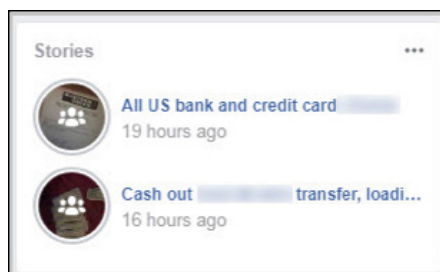 Stories
All US bank and credit card
19 hours ago
Cash out transfer, loadi...
16 hours ago